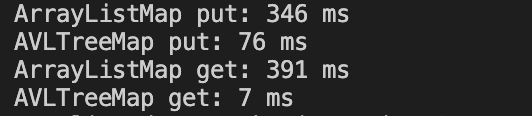 ArrayListMap put: 346 ms
AVLTreeMap put: 76 ms
ArrayListMap get: 391 ms
AVLTreeMap get: 7 ms